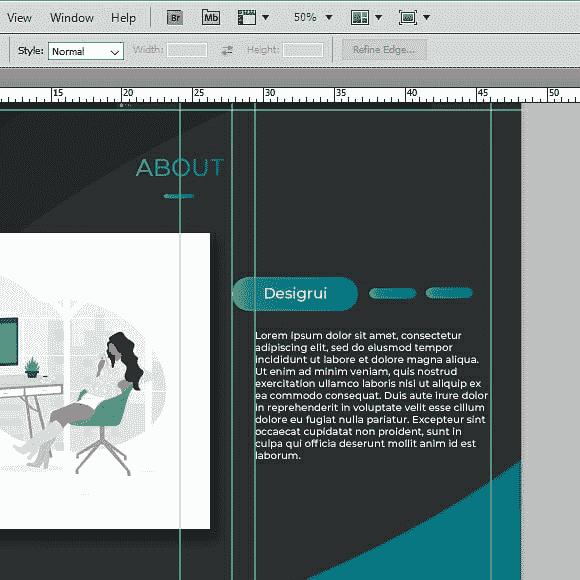 View Window Help Br Mb 50%
Style: Normal Width: Height: Refine Edge...
15 20 25 30 35 40 45 50
ABOUT
Desigrui
Lorem Ipsum dolor sit amet, consectetur
adipiscing elit, sed do eiusmod tempor
incididunt ut labore et dolore magna aliqua.
Ut enim ad minim veniam, quis nostrud
exercitation ullamco laboris nisi ut aliquip ex
ea commodo consequat. Duis aute irure dolor
in reprehenderit in voluptate velit esse cillum
dolore eu fugiat nulla pariatur. Excepteur sint
occaecat cupidatat non proident, sunt in
culpa qui officia deserunt mollit anim id est
laborum.